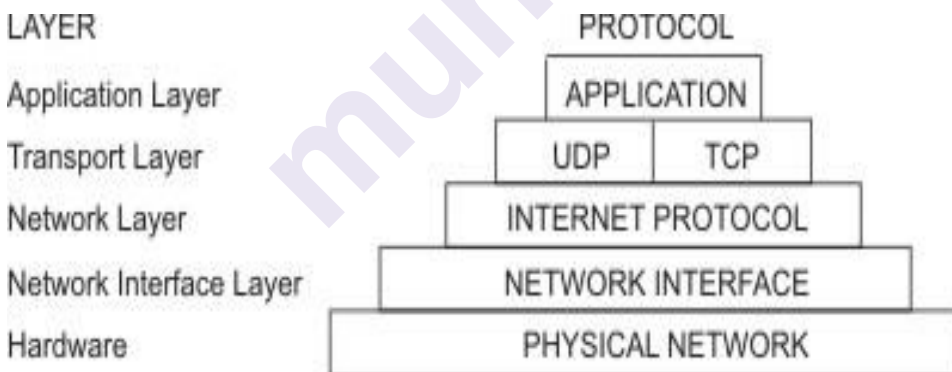 LAYER PROTOCOL
Application Layer APPLICATION
Transport Layer UDP TCP
Network Layer INTERNET PROTOCOL
Network Interface Layer NETWORK INTERFACE
Hardware PHYSICAL NETWORK